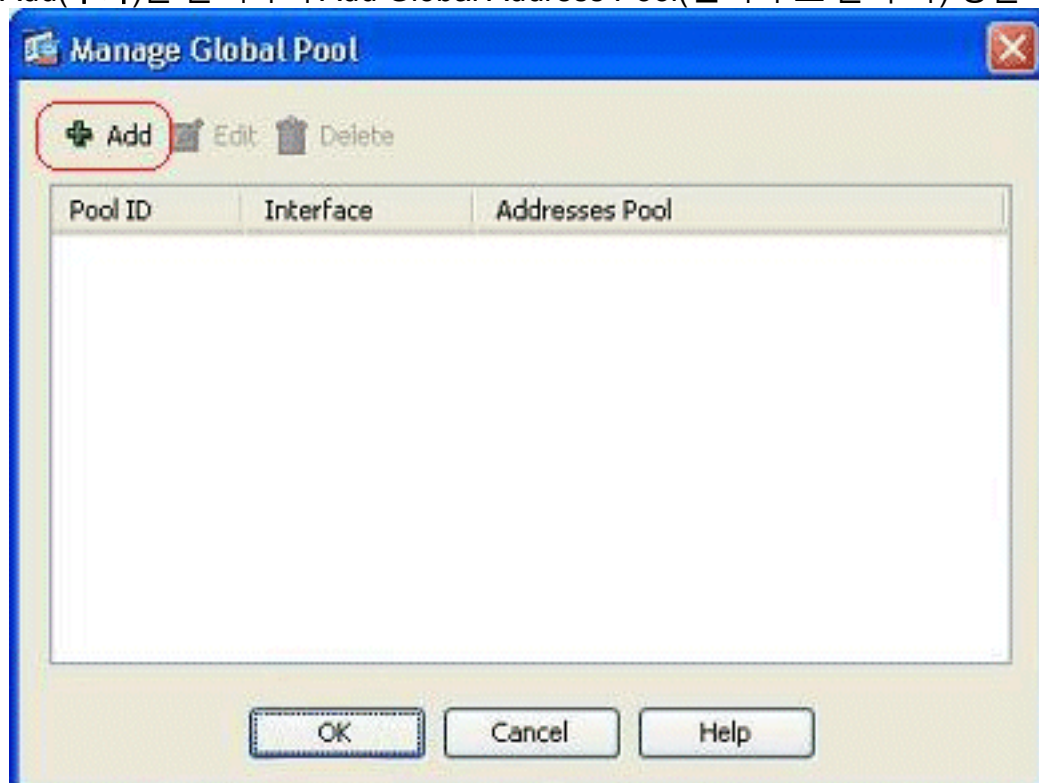 Manage Global Pool
Add Edit Delete
Pool ID Interface Addresses Pool
OK Cancel Help